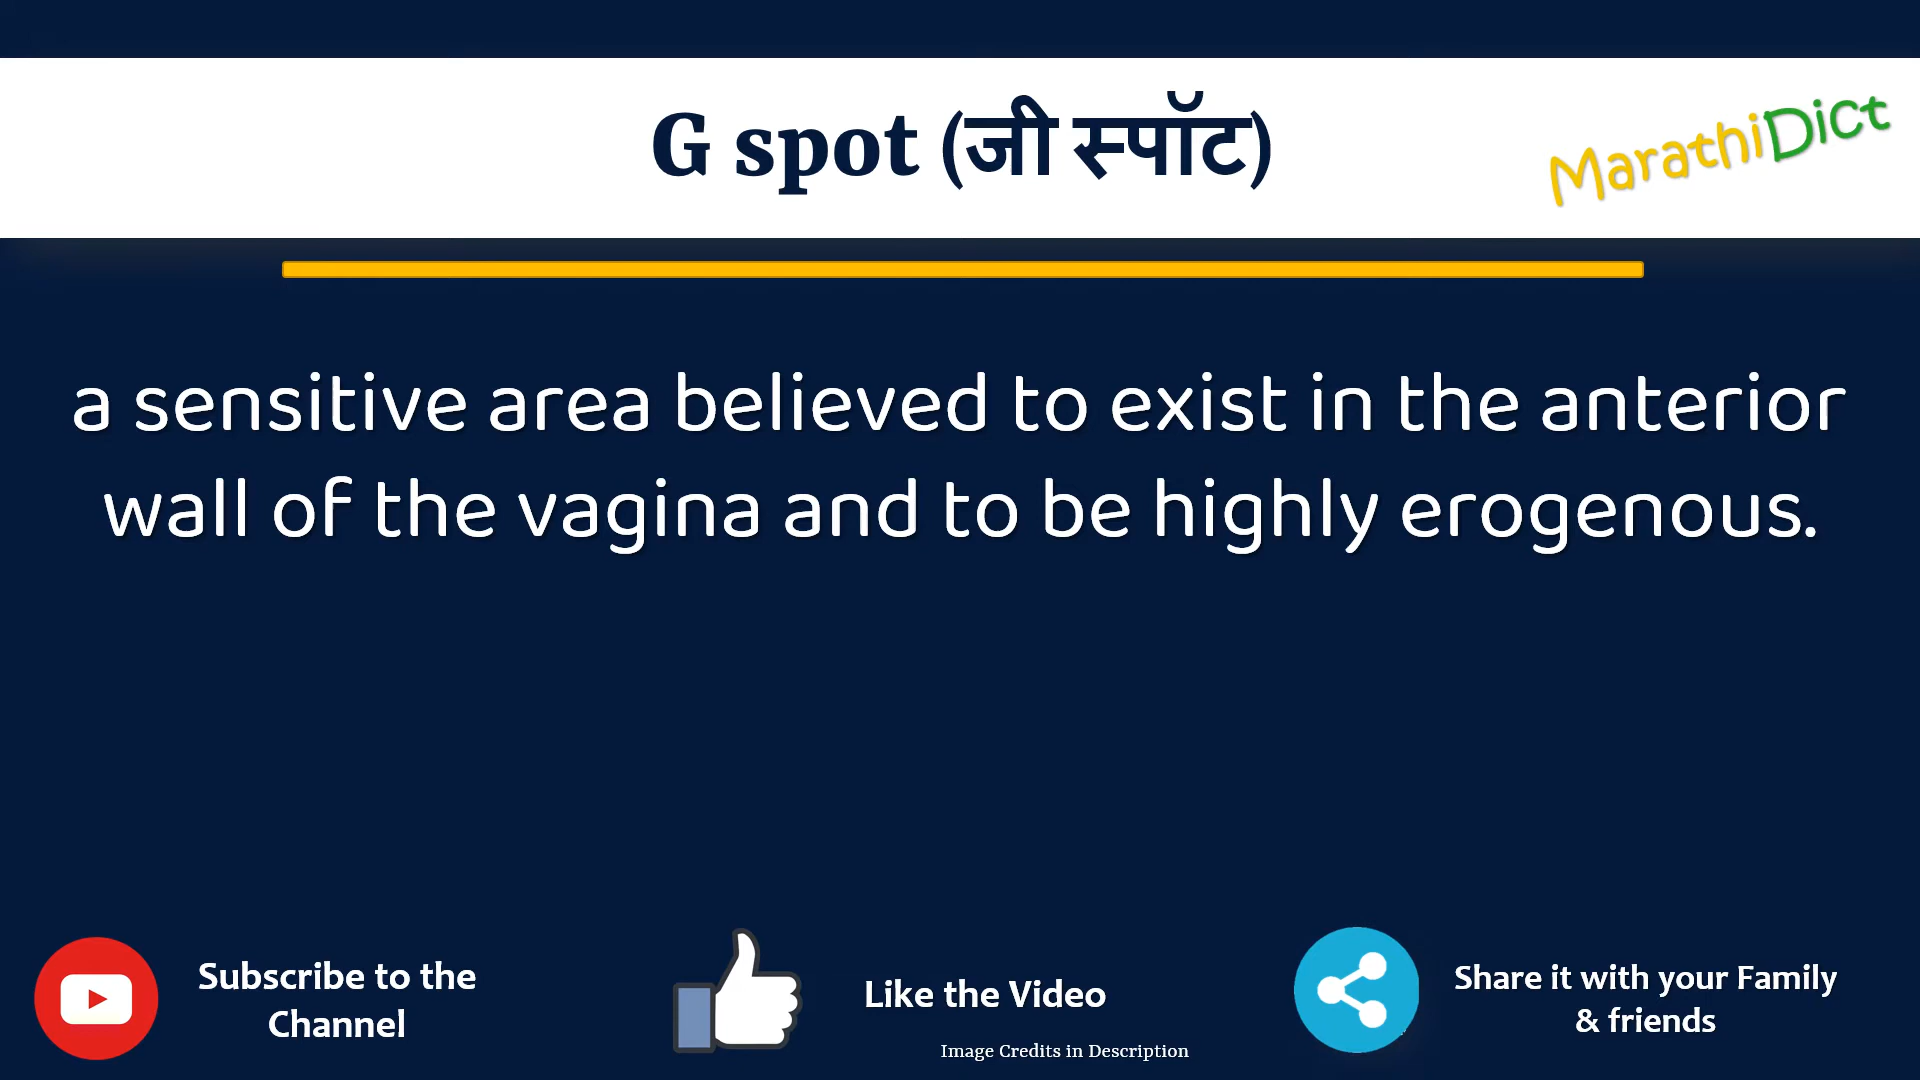 G spot (जी स्पॉट)
MarathiDict
a sensitive area believed to exist in the anterior
wall of the vagina and to be highly erogenous.
Subscribe to the
Channel
Like the Video
Share it with your Family
& friends
Image Credits in Description